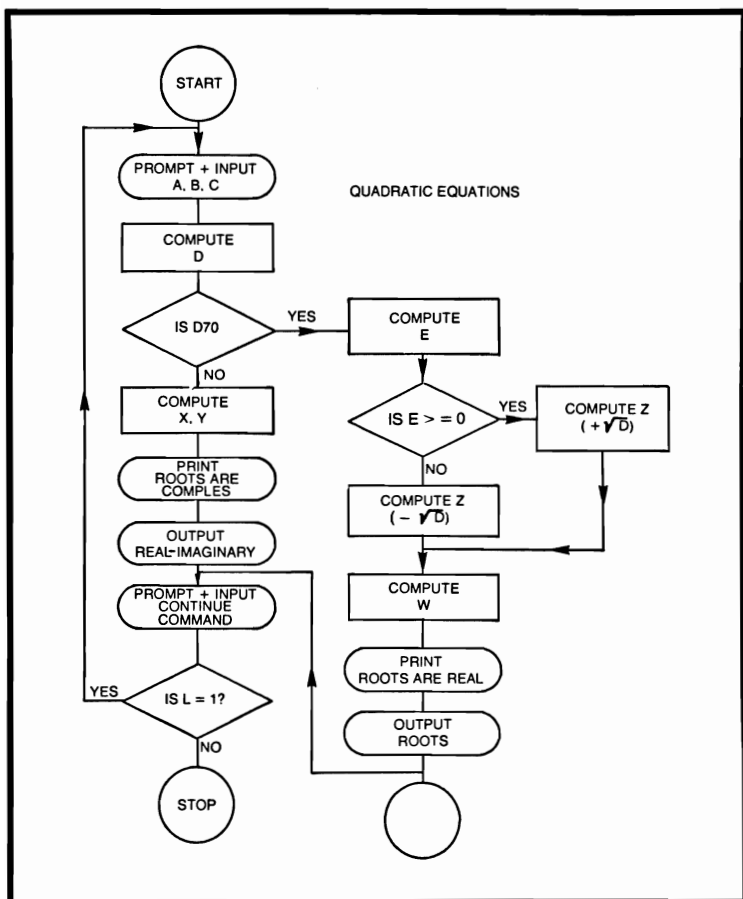 START
PROMPT + INPUT
A, B, C
QUADRATIC EQUATIONS
COMPUTE
D
IS D70
YES
NO
COMPUTE
E
IS E > = 0
YES
COMPUTE Z
( + √D)
NO
COMPUTE
X, Y
PRINT
ROOTS ARE
COMPLES
COMPUTE Z
( − √D)
OUTPUT
REAL-IMAGINARY
PROMPT + INPUT
CONTINUE
COMMAND
COMPUTE
W
PRINT
ROOTS ARE REAL
YES
IS L = 1?
OUTPUT
ROOTS
NO
STOP